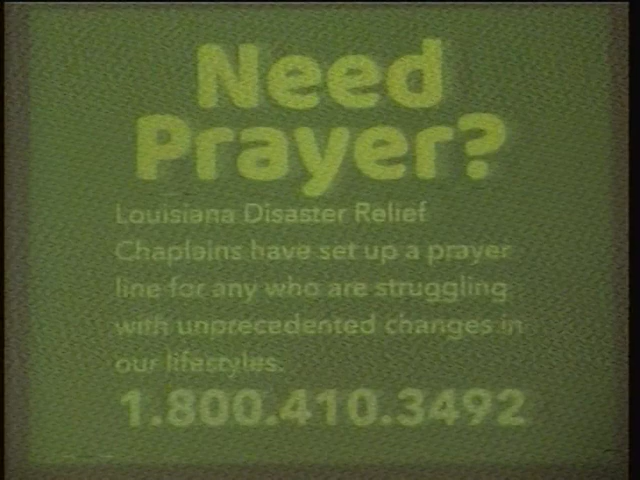 Need
Prayer?
Louisiana Disaster Relief
Chaplains have set up a prayer
line for any who are struggling
with unprecedented changes in
our lifestyles.
1.800.410.3492